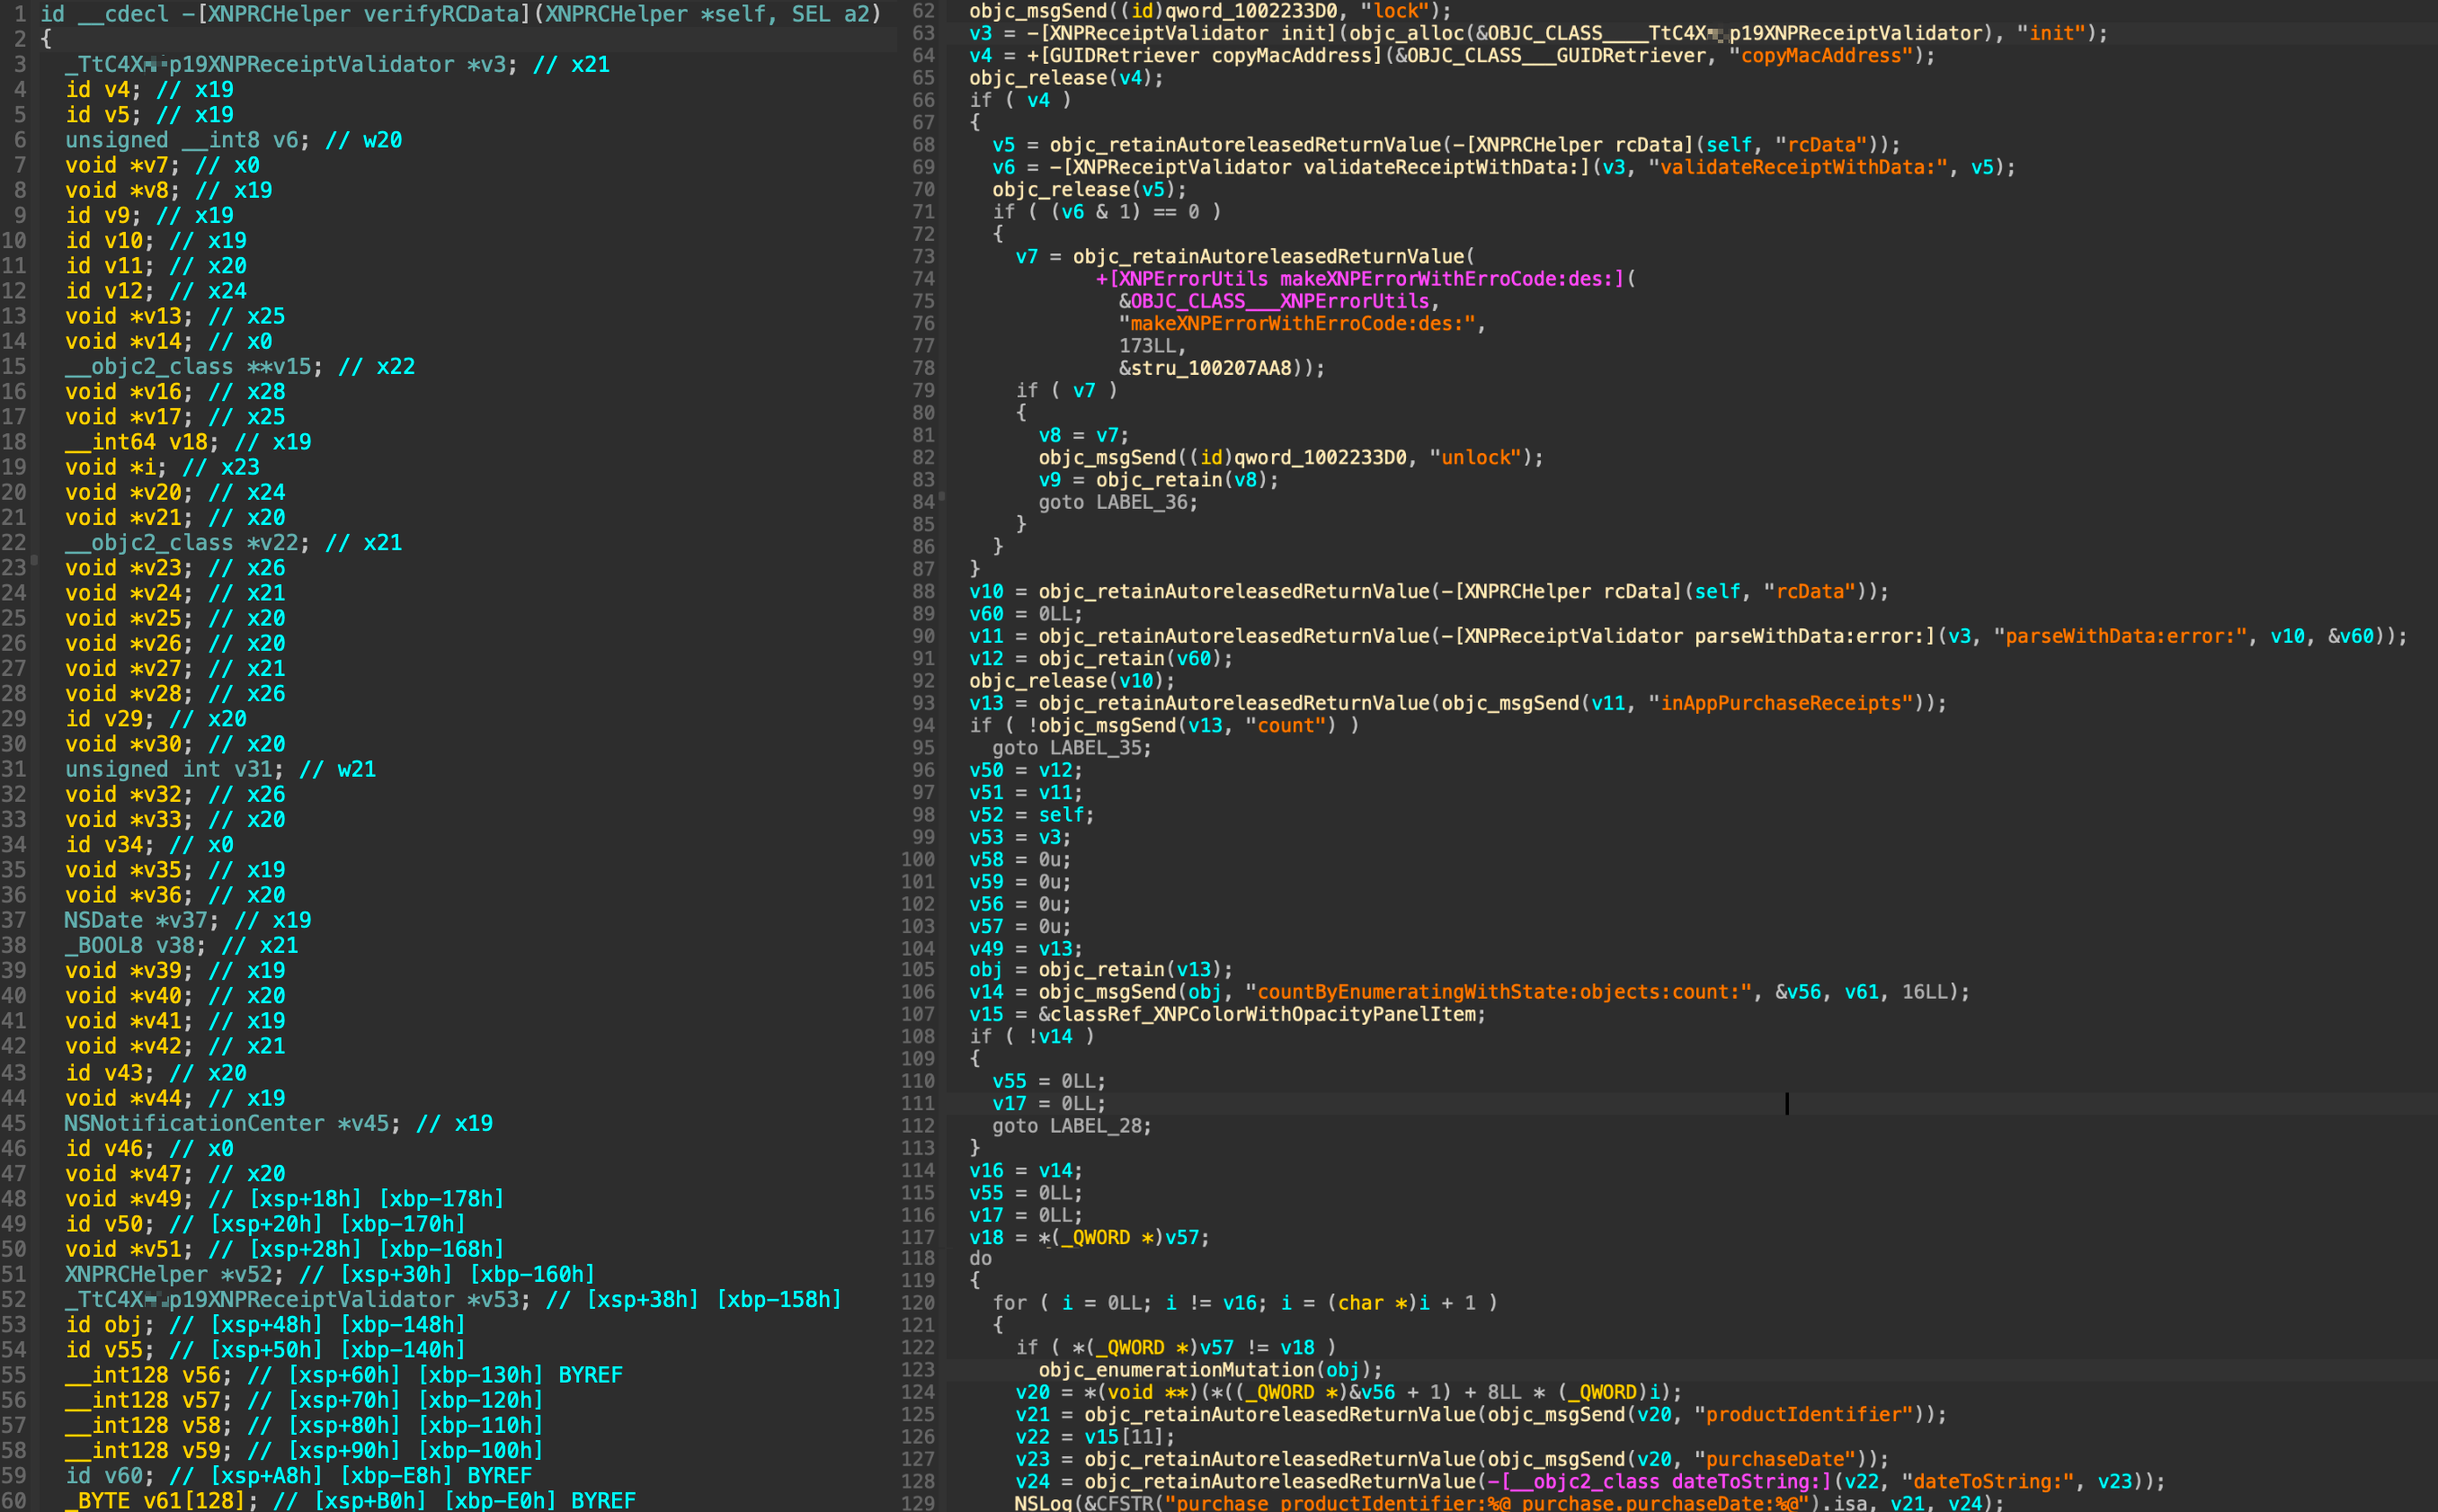 1 id __cdecl -[XNPRCHelper verifyRCData](XNPRCHelper *self, SEL a2)
2 {
3 _TtC4X p19XNPReceiptValidator *v3; // x21
4 id v4; // x19
5 id v5; // x19
6 unsigned __int8 v6; // w20
7 void *v7; // x0
8 void *v8; // x19
9 id v9; // x19
10 id v10; // x19
11 id v11; // x20
12 id v12; // x24
13 void *v13; // x25
14 void *v14; // x0
15 __objc2_class **v15; // x22
16 void *v16; // x28
17 void *v17; // x25
18 __int64 v18; // x19
19 void *i; // x23
20 void *v20; // x24
21 void *v21; // x20
22 __objc2_class *v22; // x21
23 void *v23; // x26
24 void *v24; // x21
25 void *v25; // x20
26 void *v26; // x20
27 void *v27; // x21
28 void *v28; // x26
29 id v29; // x20
30 void *v30; // x20
31 unsigned int v31; // w21
32 void *v32; // x26
33 void *v33; // x20
34 id v34; // x0
35 void *v35; // x19
36 void *v36; // x20
37 NSDate *v37; // x19
38 _BOOL8 v38; // x21
39 void *v39; // x19
40 void *v40; // x20
41 void *v41; // x19
42 void *v42; // x21
43 id v43; // x20
44 void *v44; // x19
45 NSNotificationCenter *v45; // x19
46 id v46; // x0
47 void *v47; // x20
48 void *v49; // [xsp+18h] [xbp-178h]
49 id v50; // [xsp+20h] [xbp-170h]
50 void *v51; // [xsp+28h] [xbp-168h]
51 XNPRCHelper *v52; // [xsp+30h] [xbp-160h]
52 _TtC4X p19XNPReceiptValidator *v53; // [xsp+38h] [xbp-158h]
53 id obj; // [xsp+48h] [xbp-148h]
54 id v55; // [xsp+50h] [xbp-140h]
55 __int128 v56; // [xsp+60h] [xbp-130h] BYREF
56 __int128 v57; // [xsp+70h] [xbp-120h]
57 __int128 v58; // [xsp+80h] [xbp-110h]
58 __int128 v59; // [xsp+90h] [xbp-100h]
59 id v60; // [xsp+A8h] [xbp-E8h] BYREF
60 _BYTE v61[128]; // [xsp+B0h] [xbp-E0h] BYREF
62 objc_msgSend((id)qword_1002233D0, "lock");
63 v3 = -[XNPReceiptValidator init](objc_alloc(&OBJC_CLASS____TtC4X p19XNPReceiptValidator), "init");
64 v4 = +[GUIDRetriever copyMacAddress](&OBJC_CLASS___GUIDRetriever, "copyMacAddress");
65 objc_release(v4);
66 if ( v4 )
67 {
68 v5 = objc_retainAutoreleasedReturnValue(-[XNPRCHelper rcData](self, "rcData"));
69 v6 = -[XNPReceiptValidator validateReceiptWithData:](v3, "validateReceiptWithData:", v5);
70 objc_release(v5);
71 if ( (v6 & 1) == 0 )
72 {
73 v7 = objc_retainAutoreleasedReturnValue(
74 +[XNPErrorUtils makeXNPErrorWithErroCode:des:](
75 &OBJC_CLASS___XNPErrorUtils,
76 "makeXNPErrorWithErroCode:des:",
77 173LL,
78 &stru_100207AA8));
79 if ( v7 )
80 {
81 v8 = v7;
82 objc_msgSend((id)qword_1002233D0, "unlock");
83 v9 = objc_retain(v8);
84 goto LABEL_36;
85 }
86 }
87 }
88 v10 = objc_retainAutoreleasedReturnValue(-[XNPRCHelper rcData](self, "rcData"));
89 v60 = 0LL;
90 v11 = objc_retainAutoreleasedReturnValue(-[XNPReceiptValidator parseWithData:error:](v3, "parseWithData:error:", v10, &v60));
91 v12 = objc_retain(v60);
92 objc_release(v10);
93 v13 = objc_retainAutoreleasedReturnValue(objc_msgSend(v11, "inAppPurchaseReceipts"));
94 if ( !objc_msgSend(v13, "count") )
95 goto LABEL_35;
96 v50 = v12;
97 v51 = v11;
98 v52 = self;
99 v53 = v3;
100 v58 = 0u;
101 v59 = 0u;
102 v56 = 0u;
103 v57 = 0u;
104 v49 = v13;
105 obj = objc_retain(v13);
106 v14 = objc_msgSend(obj, "countByEnumeratingWithState:objects:count:", &v56, v61, 16LL);
107 v15 = &classRef_XNPColorWithOpacityPanelItem;
108 if ( !v14 )
109 {
110 v55 = 0LL;
111 v17 = 0LL;
112 goto LABEL_28;
113 }
114 v16 = v14;
115 v55 = 0LL;
116 v17 = 0LL;
117 v18 = *(_QWORD *)v57;
118 do
119 {
120 for ( i = 0LL; i != v16; i = (char *)i + 1 )
121 {
122 if ( *(_QWORD *)v57 != v18 )
123 objc_enumerationMutation(obj);
124 v20 = *(void **)(*((_QWORD *)&v56 + 1) + 8LL * (_QWORD)i);
125 v21 = objc_retainAutoreleasedReturnValue(objc_msgSend(v20, "productIdentifier"));
126 v22 = v15[11];
127 v23 = objc_retainAutoreleasedReturnValue(objc_msgSend(v20, "purchaseDate"));
128 v24 = objc_retainAutoreleasedReturnValue(-[__objc2_class dateToString:](v22, "dateToString:", v23));
129 NSLog(&CFSTR("purchase productIdentifier:%@ purchase.purchaseDate:%@").isa, v21, v24);